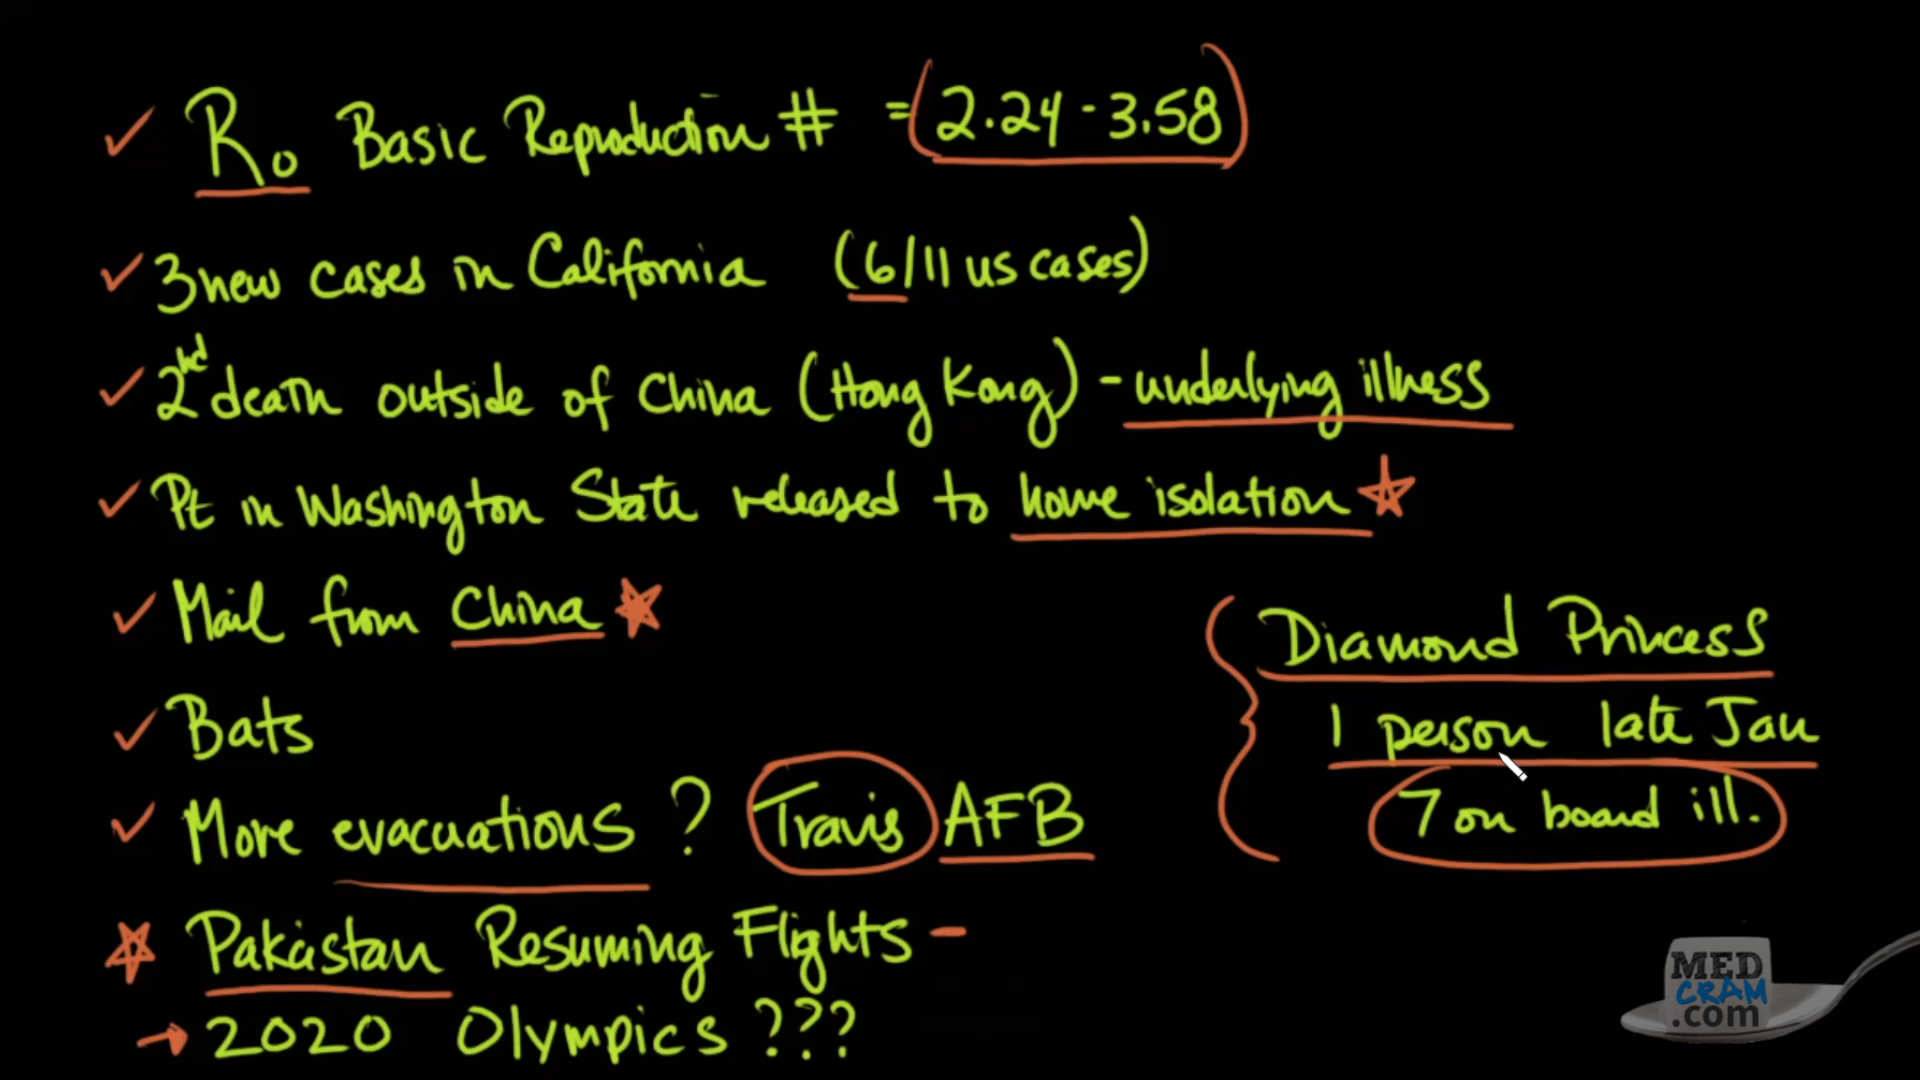 R₀ Basic Reproduction # = (2.24 - 3.58)
3 new cases in California (6/11 us cases)
2nd death outside of China (Hong Kong) - underlying illness
Pt in Washington State released to home isolation
Mail from China
Bats
More evacuations ? Travis AFB
Pakistan Resuming Flights -
→ 2020 Olympics ???
Diamond Princess
1 person late Jan
7 on board ill.
MED
CRAM
.com